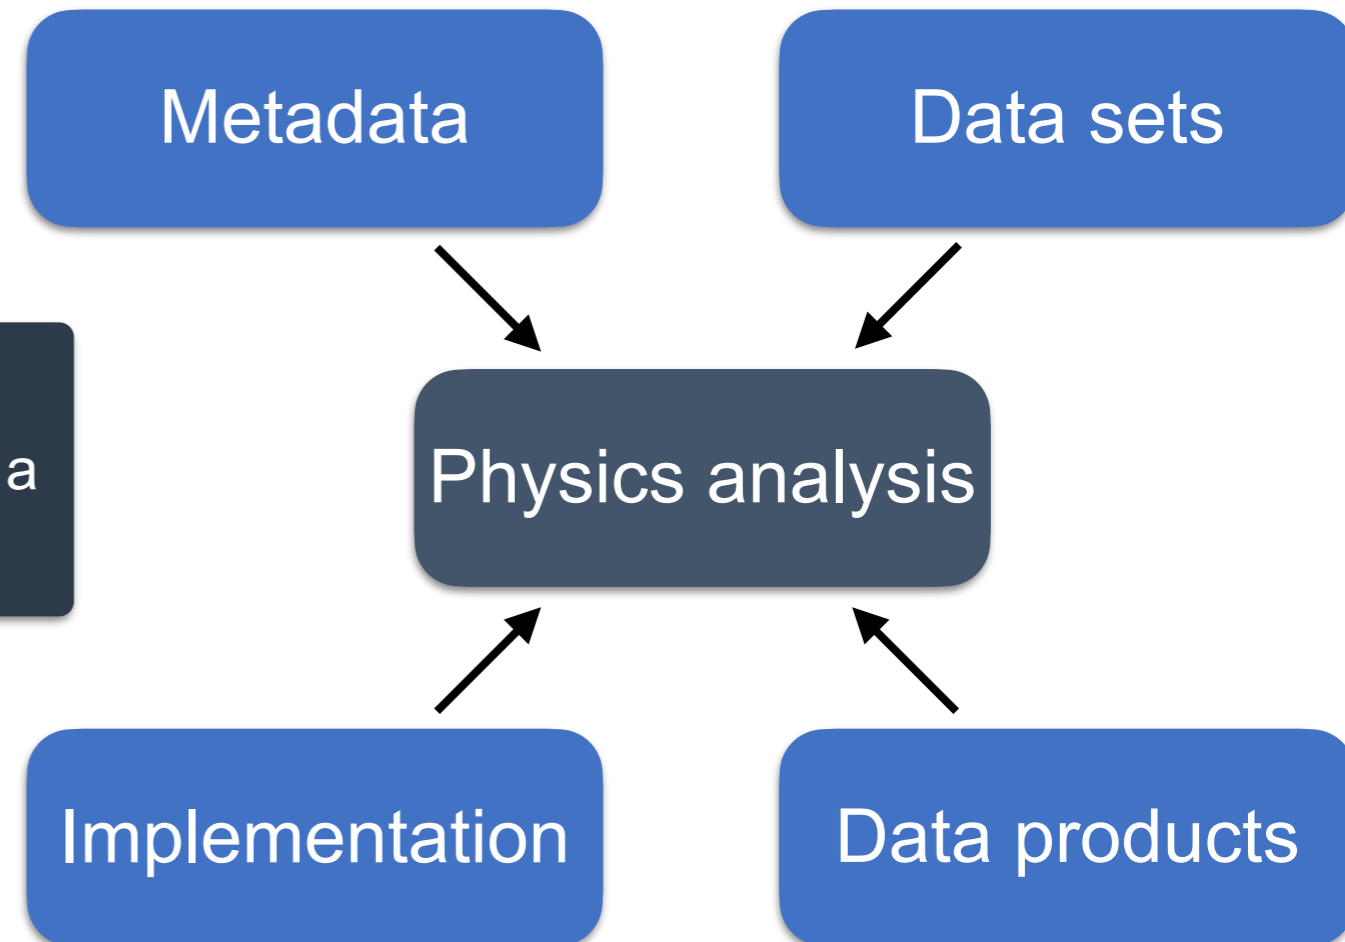 Metadata
Data sets
a
Physics analysis
Implementation
Data products